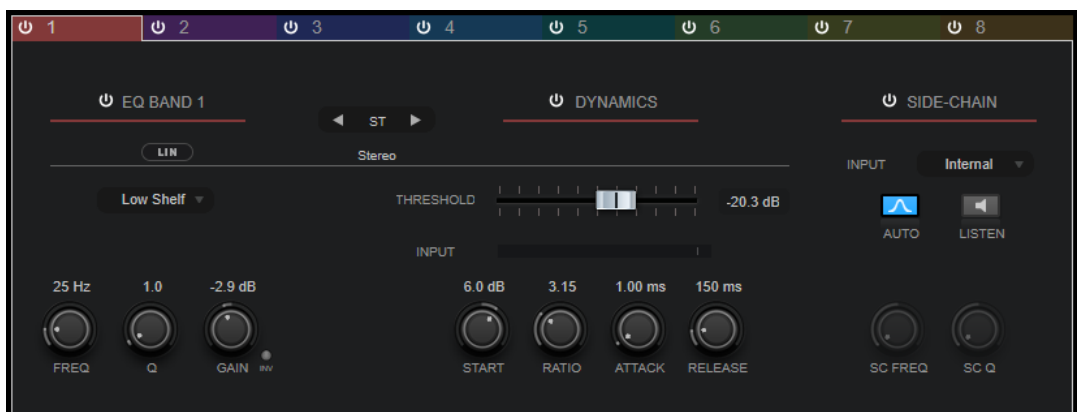 1 2 3 4 5 6 7 8
EQ BAND 1 DYNAMICS SIDE-CHAIN
ST
LIN Stereo
INPUT Internal
Low Shelf THRESHOLD -20.3 dB
AUTO LISTEN
INPUT
25 Hz 1.0 -2.9 dB 6.0 dB 3.15 1.00 ms 150 ms
FREQ Q GAIN INV START RATIO ATTACK RELEASE SC FREQ SC Q